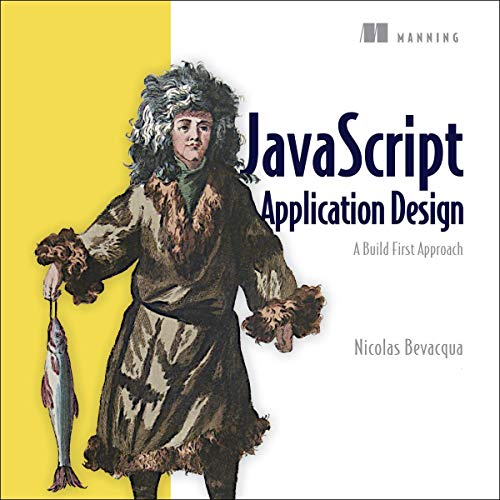 MANNING
JavaScript
Application Design
A Build First Approach
Nicolas Bevacqua